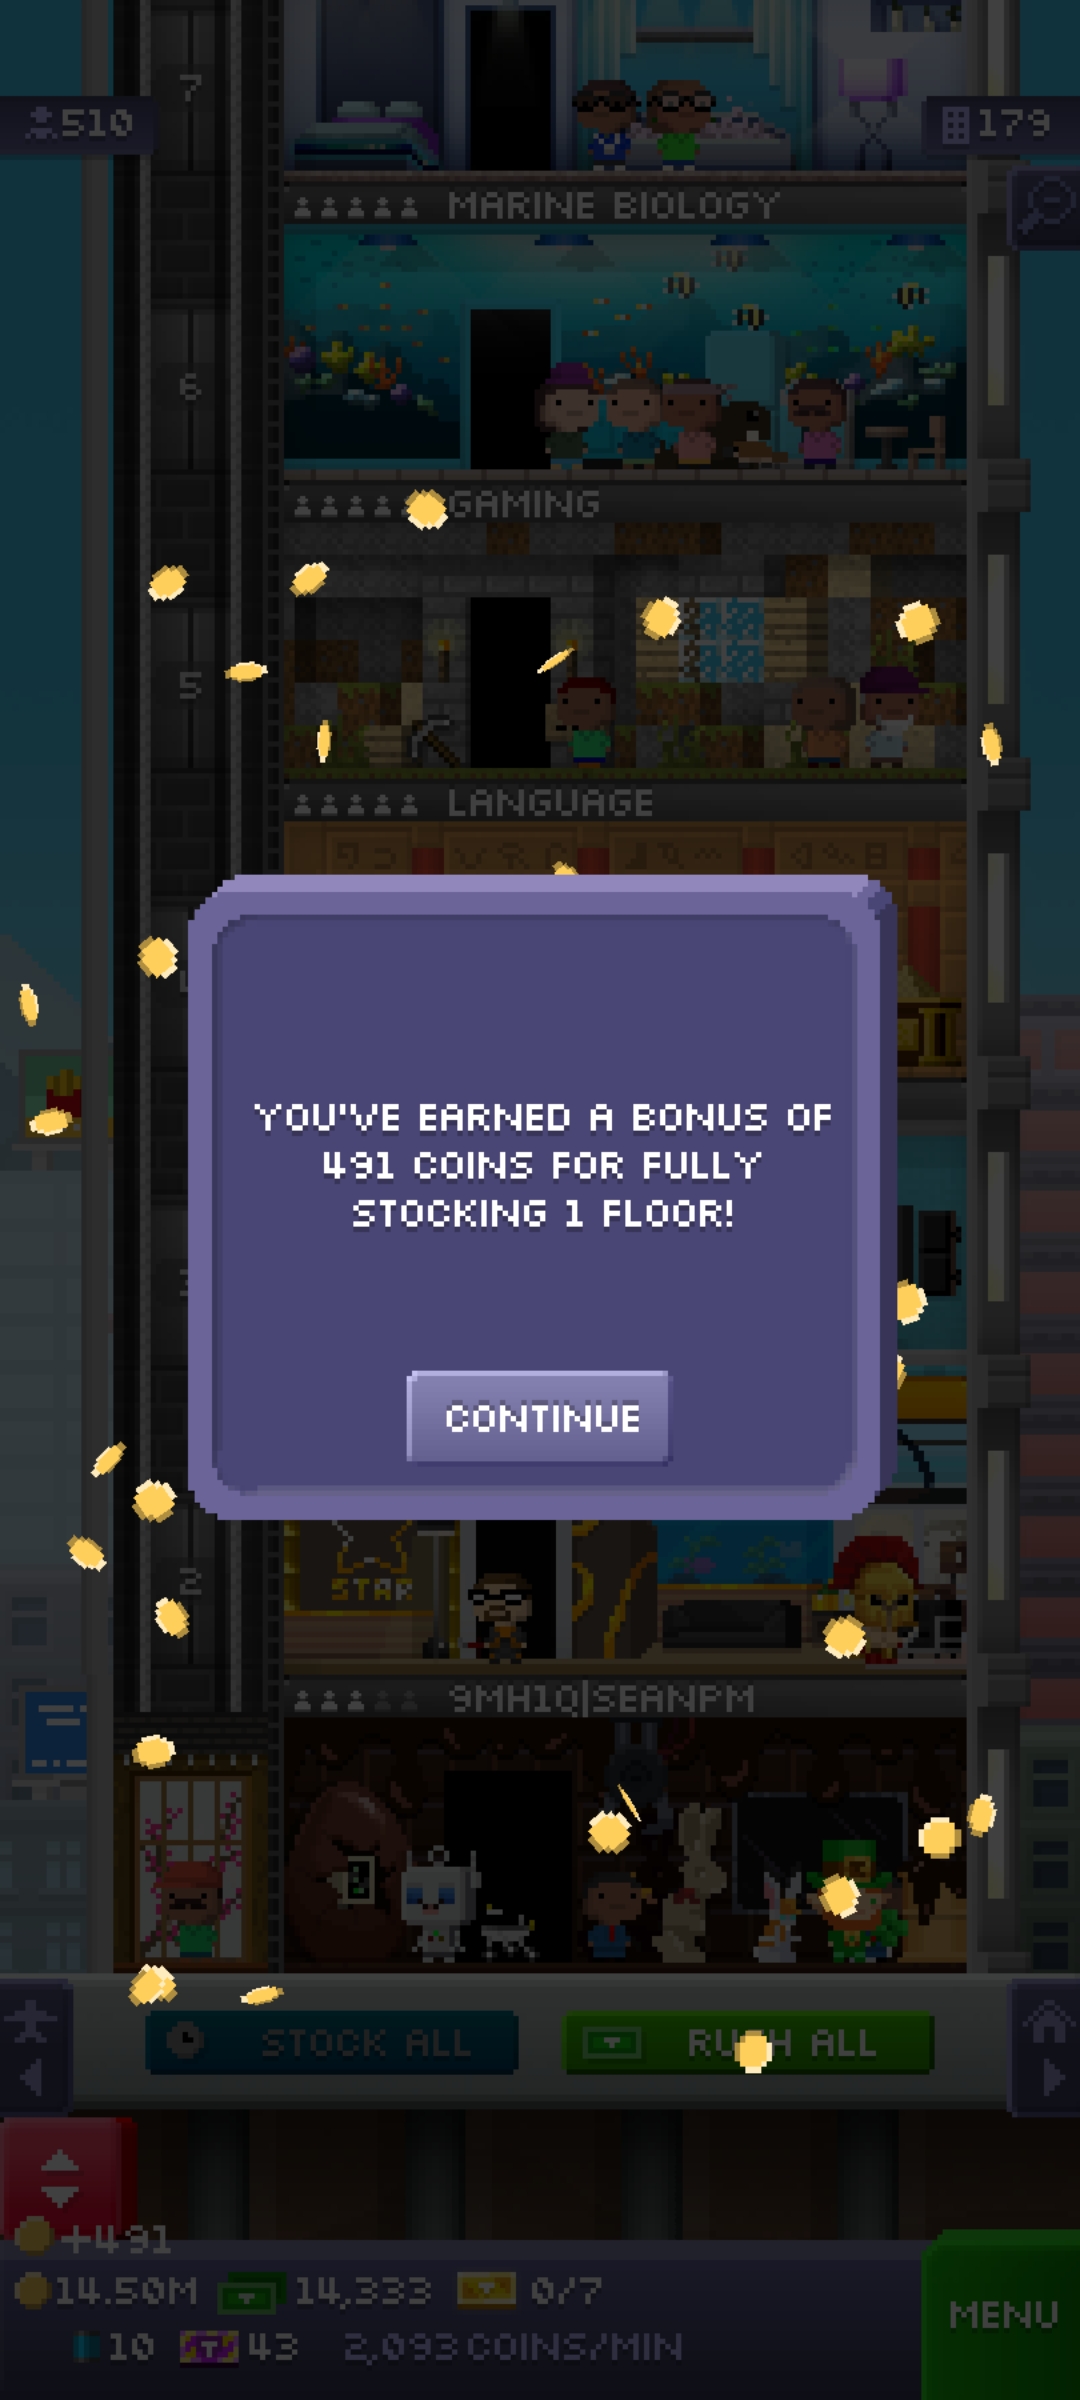 7
510
179
MARINE BIOLOGY
6
GAMING
5
LANGUAGE
YOU'VE EARNED A BONUS OF
491 COINS FOR FULLY
STOCKING 1 FLOOR!
CONTINUE
STAR
2
9MH1Q|SEANPM
STOCK ALL
RUSH ALL
+491
14.50M
14,333
0/7
MENU
10
43
2,093 COINS/MIN